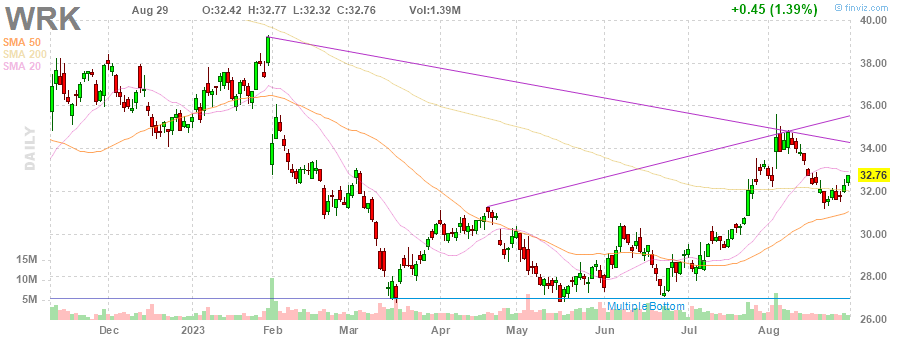 WRK Aug 29 O:32.42 H:32.77 L:32.32 C:32.76 Vol:1.39M +0.45 (1.39%) © finviz.com
SMA 50
SMA 200
SMA 20
DAILY
40.00
38.00
36.00
34.00
32.76
32.00
30.00
28.00
26.00
15M
10M
5M
MultipleBottom
Dec 2023 Feb Mar Apr May Jun Jul Aug